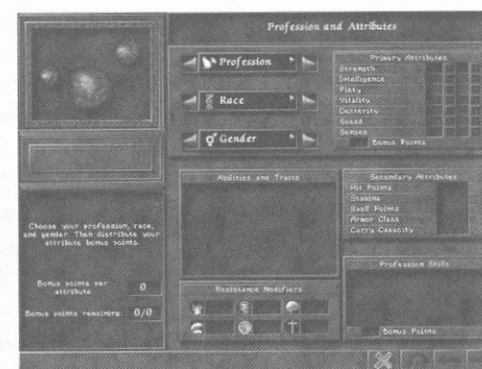 Profession and Attributes
Profession
Race
Gender
Primary Attributes
Strength
Intelligence
Piety
Vitality
Dexterity
Speed
Senses
Bonus Points
Abilities and Traits
Secondary Attributes
Hit Points
Stamina
Spell Points
Armor Class
Carry Capacity
Choose your profession, race,
and gender. Then distribute your
attribute bonus points.
Bonus points per
attribute 0
Bonus points remaining: 0/0
Resistance Modifiers
Profession Skills
Bonus Points